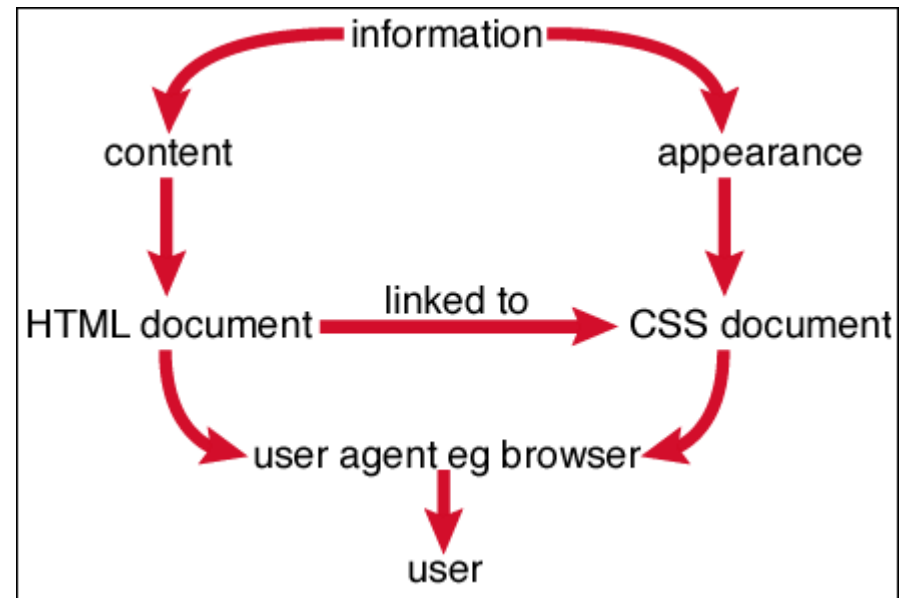 information
content
appearance
linked to
HTML document
CSS document
user agent eg browser
user